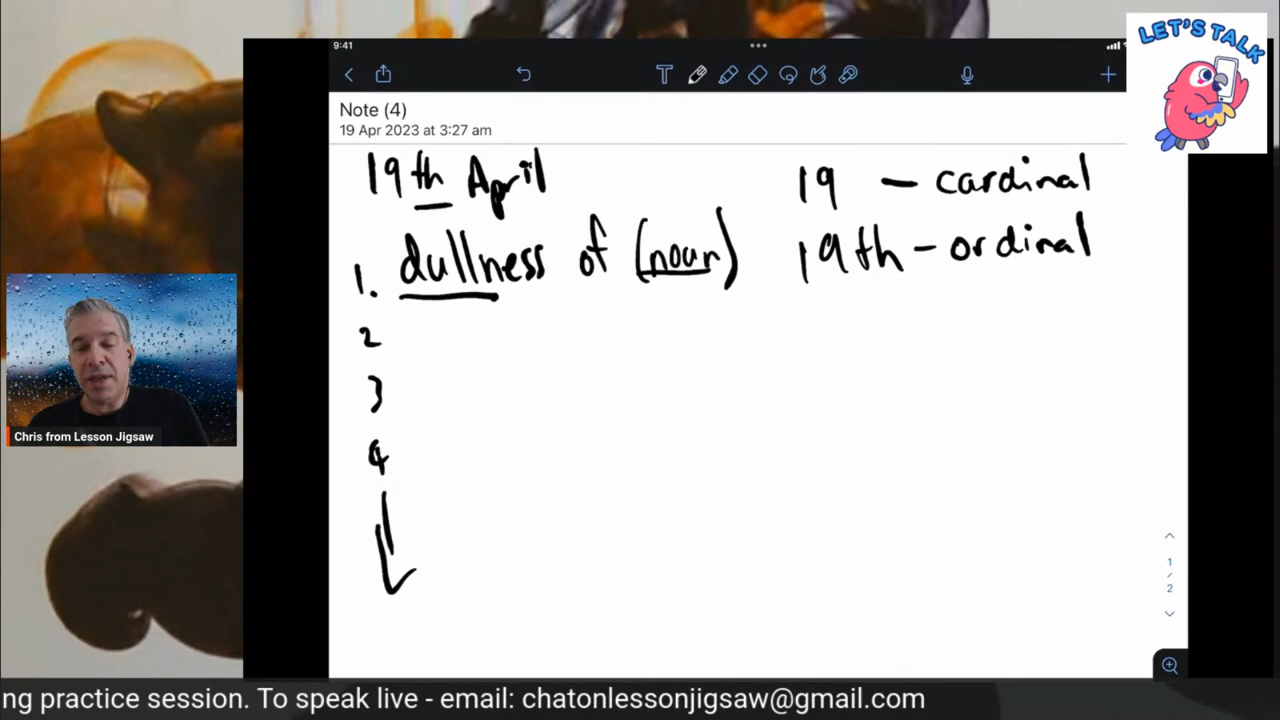 LET'S TALK
9:41
Note (4)
19 Apr 2023 at 3:27 am
19th April
19 – cardinal
1. dullness of (noun)
19th – ordinal
2
3
4
Chris from Lesson Jigsaw
1
/
2
ng practice session. To speak live - email: chatonlessonjigsaw@gmail.com